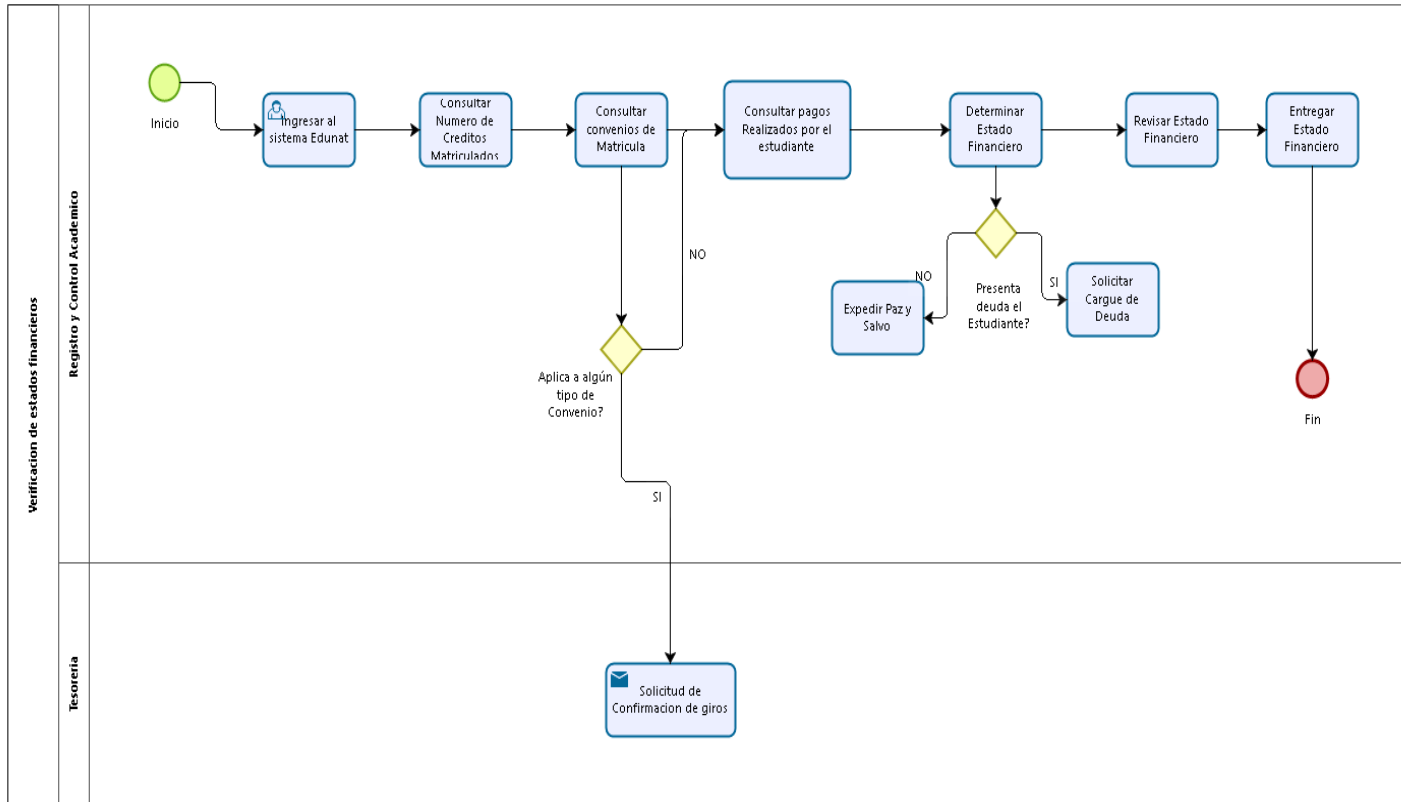 Verificacion de estados financieros
Registro y Control Academico
Inicio
Ingresar al
sistema Edunat
Consultar
Numero de
Creditos
Matriculados
Consultar
convenios de
Matricula
Consultar pagos
Realizados por el
estudiante
Determinar
Estado
Financiero
Revisar Estado
Financiero
Entregar
Estado
Financiero
NO
Aplica a algún
tipo de
Convenio?
SI
NO
Expedir Paz y
Salvo
Presenta
deuda el
Estudiante?
SI
Solicitar
Cargue de
Deuda
Fin
Tesoreria
Solicitud de
Confirmacion de giros